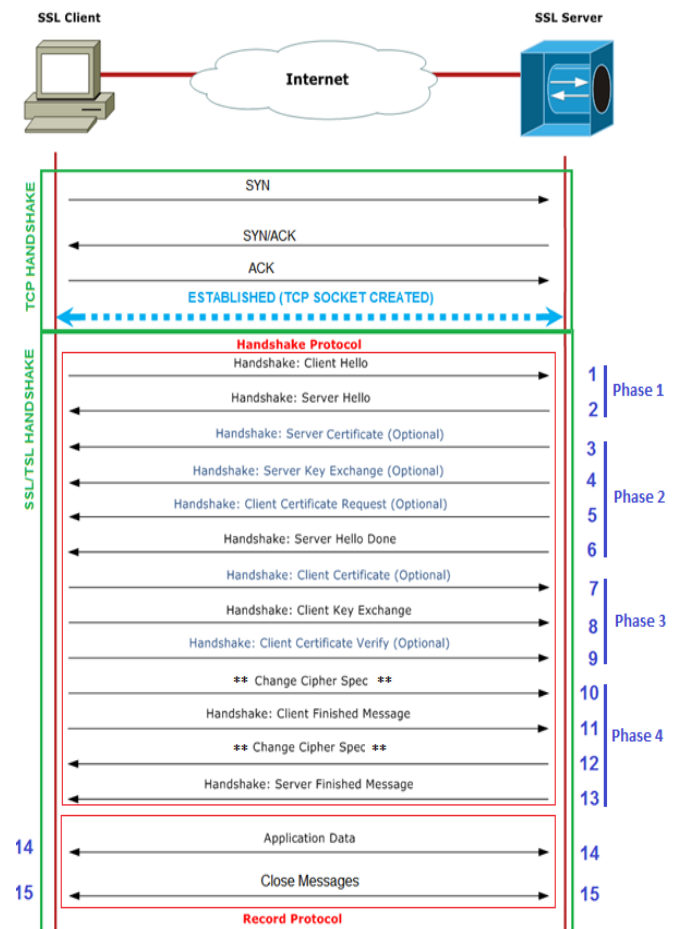 SSL Client
SSL Server
Internet
TCP HANDSHAKE
SYN
SYN/ACK
ACK
ESTABLISHED (TCP SOCKET CREATED)
SSL/TSL HANDSHAKE
Handshake Protocol
Handshake: Client Hello
1
Phase 1
Handshake: Server Hello
2
Handshake: Server Certificate (Optional)
3
Handshake: Server Key Exchange (Optional)
4
Phase 2
Handshake: Client Certificate Request (Optional)
5
Handshake: Server Hello Done
6
Handshake: Client Certificate (Optional)
7
Handshake: Client Key Exchange
8
Phase 3
Handshake: Client Certificate Verify (Optional)
9
** Change Cipher Spec **
10
Handshake: Client Finished Message
11
Phase 4
** Change Cipher Spec **
12
Handshake: Server Finished Message
13
14
Application Data
14
15
Close Messages
15
Record Protocol